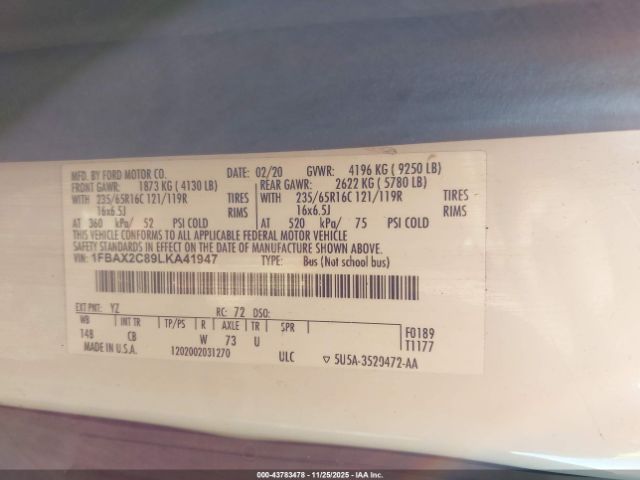 MFD. BY FORD MOTOR CO. DATE: 02/20 GVWR: 4196 KG ( 9250 LB)
FRONT GAWR: 1873 KG ( 4130 LB) REAR GAWR: 2622 KG ( 5780 LB)
WITH 235/65R16C 121/119R TIRES WITH 235/65R16C 121/119R TIRES
16x6.5J RIMS 16x6.5J RIMS
AT 360 kPa/ 52 PSI COLD AT 520 kPa/ 75 PSI COLD
THIS VEHICLE CONFORMS TO ALL APPLICABLE FEDERAL MOTOR VEHICLE
SAFETY STANDARDS IN EFFECT ON THE DATE OF MANUFACTURE SHOWN ABOVE.
VIN: 1FBAX2C89LKA41947 TYPE: Bus (Not school bus)
EXT PNT: YZ RC: 72 DSO:
WB INT TR TP/PS R AXLE TR SPR F0189
148 CB W 73 U T1177
MADE IN U.S.A. 1202002031270 ULC ▽ 5U5A-3520472-AA
000-43783478 - 11/25/2025 - IAA Inc.